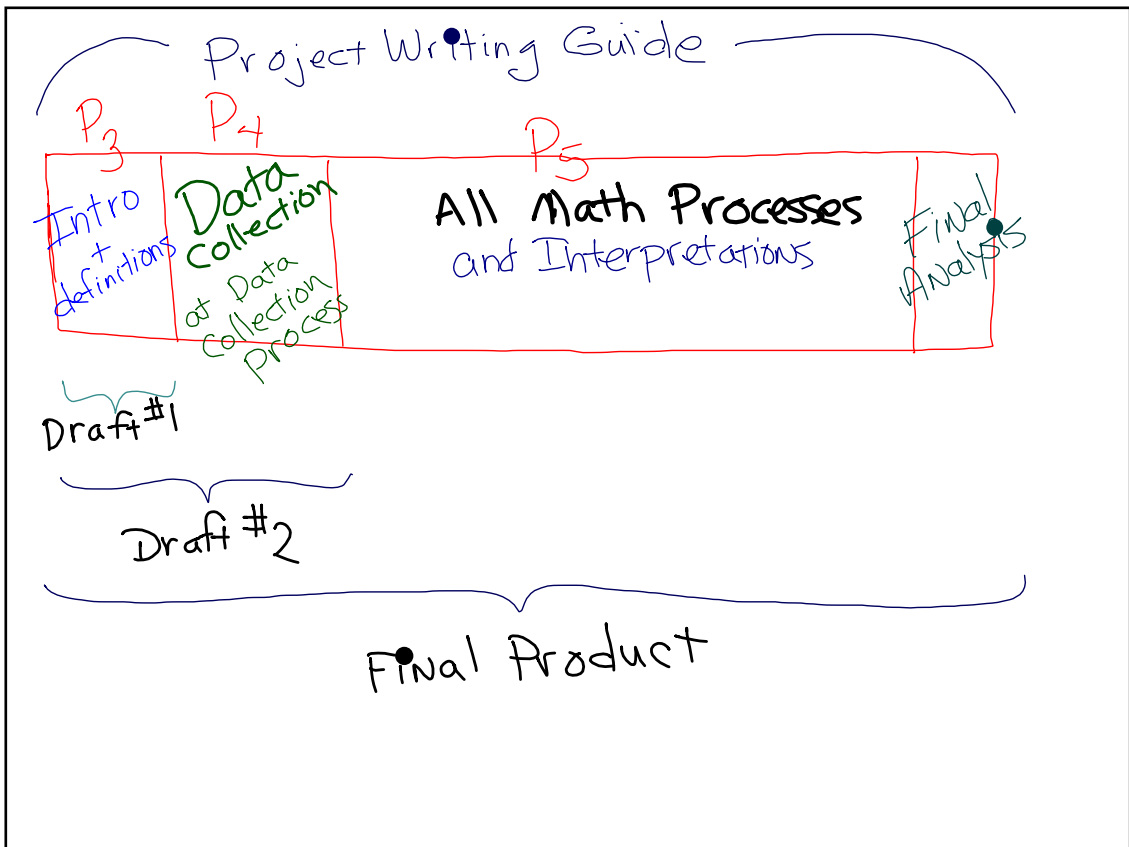 Project Writing Guide
P3
P4
P5
Intro
+
definitions
Data
collection
at Data
collection
Process
All Math Processes
and Interpretations
Final
Analysis
Draft #1
Draft #2
Final Product